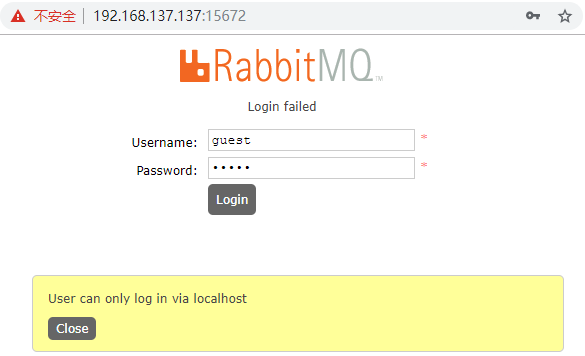 不安全 | 192.168.137.137:15672
RabbitMQ™
Login failed
Username: guest *
Password: ••••• *
Login
User can only log in via localhost
Close